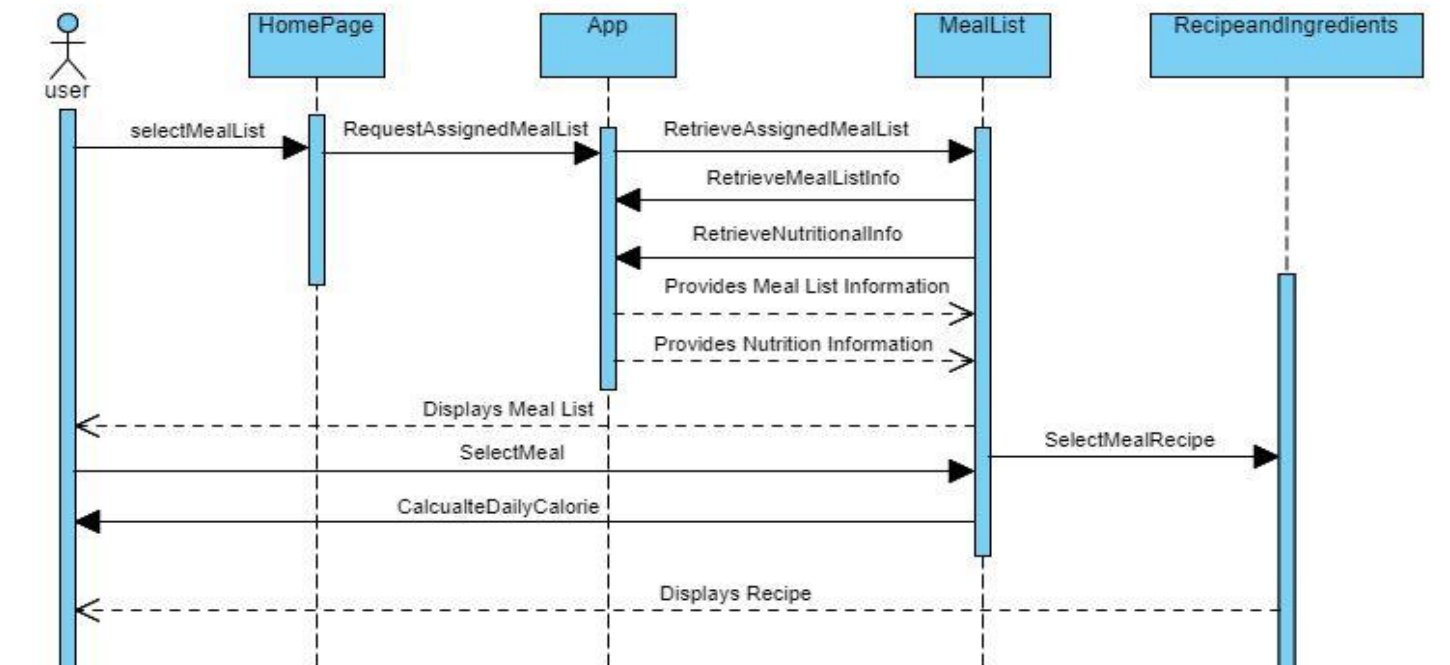 HomePage
App
MealList
RecipeandIngredients
user
selectMealList
RequestAssignedMealList
RetrieveAssignedMealList
RetrieveMealListInfo
RetrieveNutritionalInfo
Provides Meal List Information
Provides Nutrition Information
Displays Meal List
SelectMealRecipe
SelectMeal
CalcualteDailyCalorie
Displays Recipe